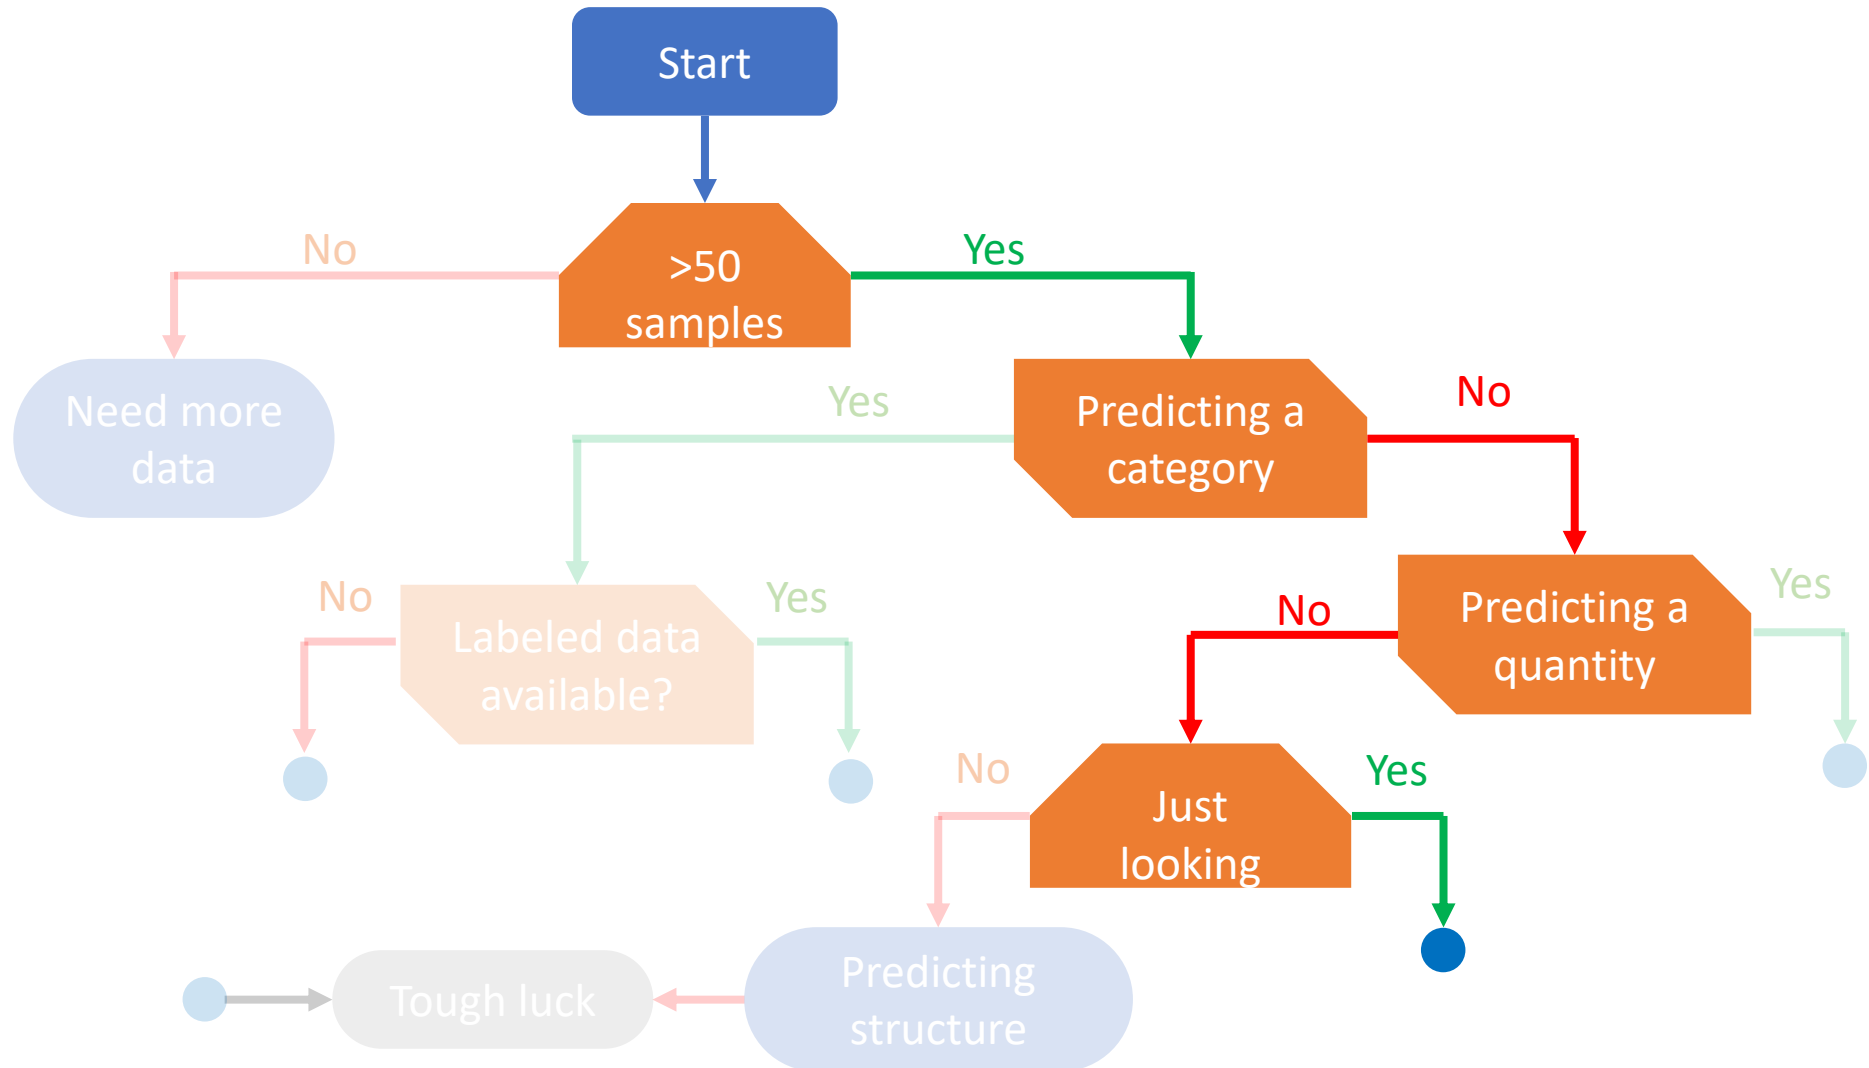 Start
No
Yes
>50
samples
Need more
data
Yes
Predicting a
category
No
No
Labeled data
available?
Yes
No
Predicting a
quantity
Yes
No
Just
looking
Yes
Tough luck
Predicting
structure